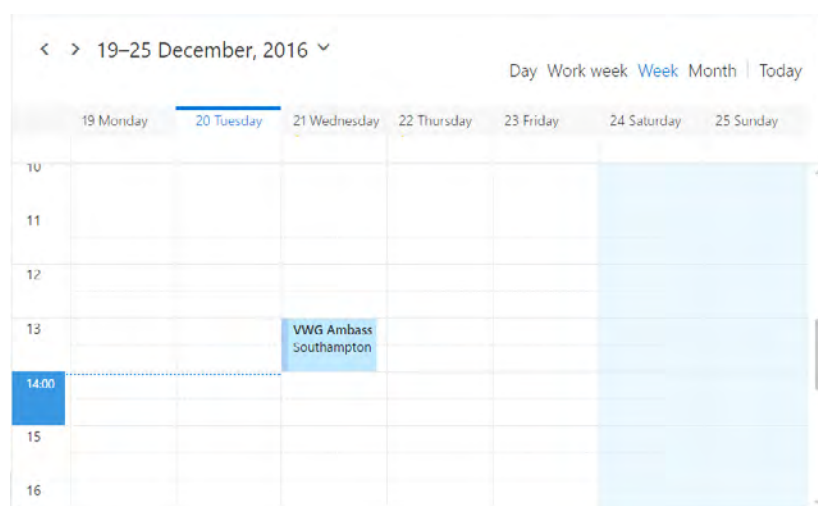 < > 19–25 December, 2016
Day Work week Week Month | Today
19 Monday 20 Tuesday 21 Wednesday 22 Thursday 23 Friday 24 Saturday 25 Sunday
10
11
12
13
VWG Ambass
Southampton
14:00
15
16